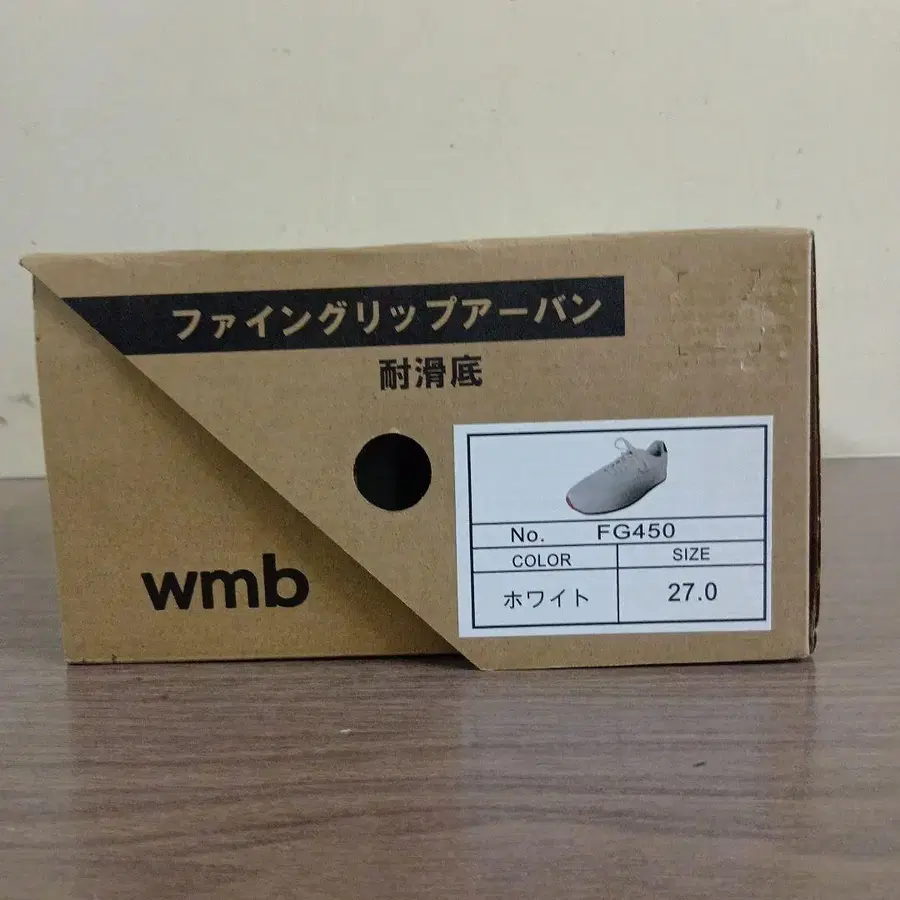 ファイングリップアーバン
耐滑底
wmb
No. FG450
COLOR SIZE
ホワイト 27.0